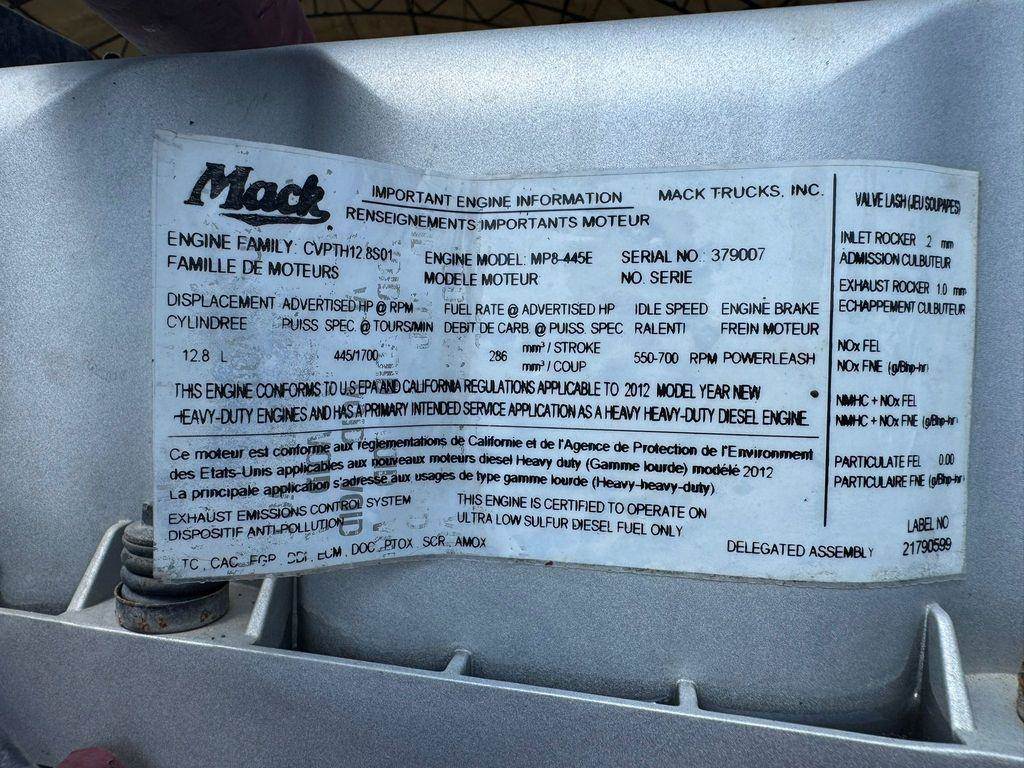 Mack
IMPORTANT ENGINE INFORMATION MACK TRUCKS, INC.
RENSEIGNEMENTS IMPORTANTS MOTEUR
ENGINE FAMILY: CVPTH12.8S01 ENGINE MODEL: MP8-445E SERIAL NO.: 379007
FAMILLE DE MOTEURS MODELE MOTEUR NO. SERIE
DISPLACEMENT ADVERTISED HP @ RPM FUEL RATE @ ADVERTISED HP IDLE SPEED ENGINE BRAKE
CYLINDREE PUISS SPEC. @ TOURS/MIN DEBIT DE CARB. @ PUISS. SPEC RALENTI FREIN MOTEUR
12.8 L 445/1700 286 mm³ / STROKE 550-700 RPM POWERLEASH
mm³ / COUP
THIS ENGINE CONFORMS TO U.S EPA AND CALIFORNIA REGULATIONS APPLICABLE TO 2012 MODEL YEAR NEW
HEAVY-DUTY ENGINES AND HAS A PRIMARY INTENDED SERVICE APPLICATION AS A HEAVY HEAVY-DUTY DIESEL ENGINE
Ce moteur est conforme aux réglementations de Californie et de l'Agence de Protection de l'Environment
des Etats-Unis applicables aux nouveaux moteurs diesel Heavy duty (Gamme lourde) modélé 2012
La principale application s'adresse aux usages de type gamme lourde (Heavy-heavy-duty)
EXHAUST EMISSIONS CONTROL SYSTEM THIS ENGINE IS CERTIFIED TO OPERATE ON
DISPOSITIF ANTI-POLLUTION ULTRA LOW SULFUR DIESEL FUEL ONLY
TC , CAC, EGR, DDI, ECM, DOC, PTOX, SCR, AMOX DELEGATED ASSEMBLY
VALVE LASH (JEU SOUPAPES)
INLET ROCKER 2 mm
ADMISSION CULBUTEUR
EXHAUST ROCKER 1.0 mm
ECHAPPEMENT CULBUTEUR
NOx FEL
NOx FNE (g/Bhp-hr)
NMHC + NOx FEL
NMHC + NOx FNE (g/Bhp-hr)
PARTICULATE FEL 0.00
PARTICULAIRE FNE (g/Bhp-hr)
LABEL NO
21790599